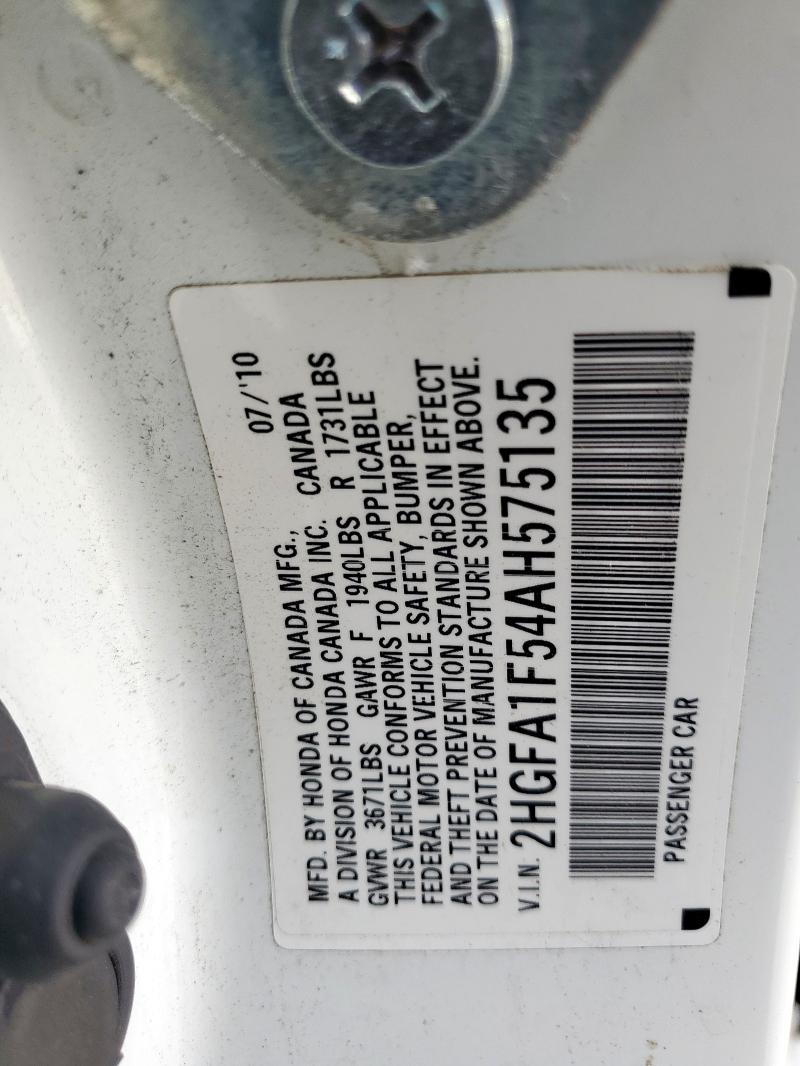 MFD. BY HONDA OF CANADA MFG., 07/'10
A DIVISION OF HONDA CANADA INC. CANADA
GVWR 3671LBS GAWR F 1940LBS R 1731LBS
THIS VEHICLE CONFORMS TO ALL APPLICABLE
FEDERAL MOTOR VEHICLE SAFETY, BUMPER,
AND THEFT PREVENTION STANDARDS IN EFFECT
ON THE DATE OF MANUFACTURE SHOWN ABOVE.
V.I.N. 2HGFA1F54AH575135
PASSENGER CAR